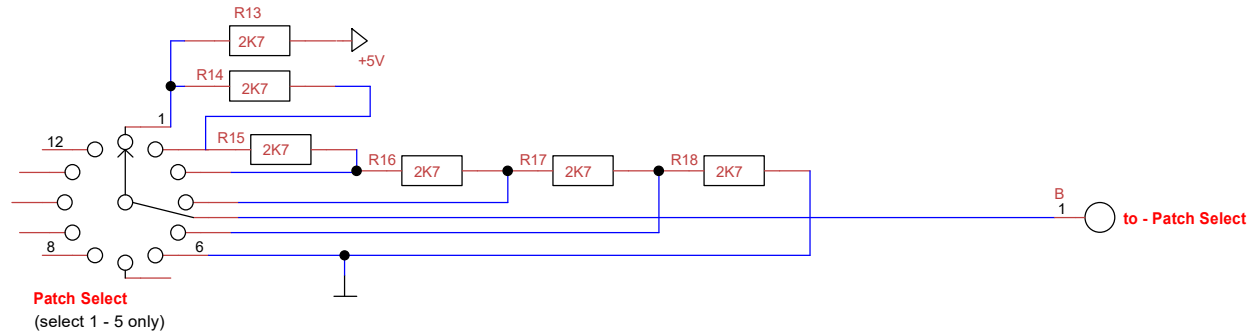 R13
2K7
+5V
R14
2K7
1
12
R15
2K7
R16
2K7
R17
2K7
R18
2K7
B
1
to - Patch Select
8
6
Patch Select
(select 1 - 5 only)